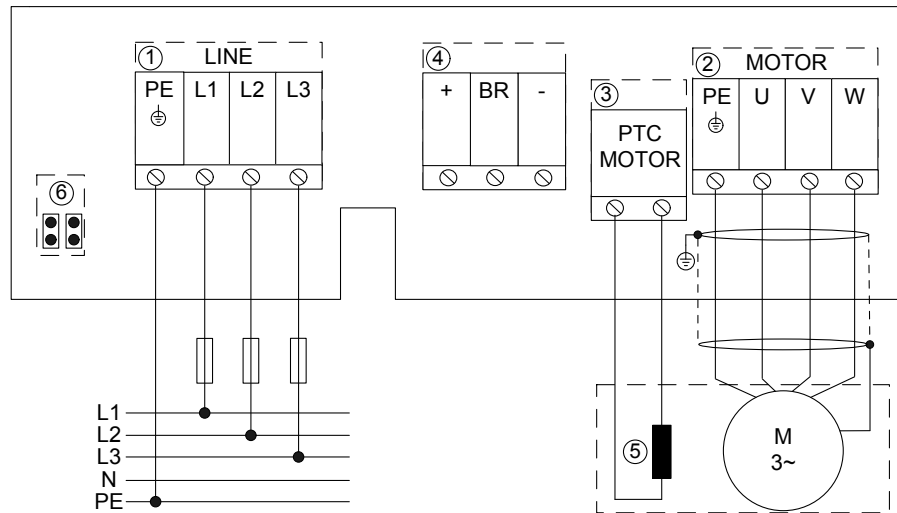 ① LINE
PE L1 L2 L3
④
+ BR -
③
PTC
MOTOR
② MOTOR
PE U V W
⑥
L1
L2
L3
N
PE
⑤
M
3~